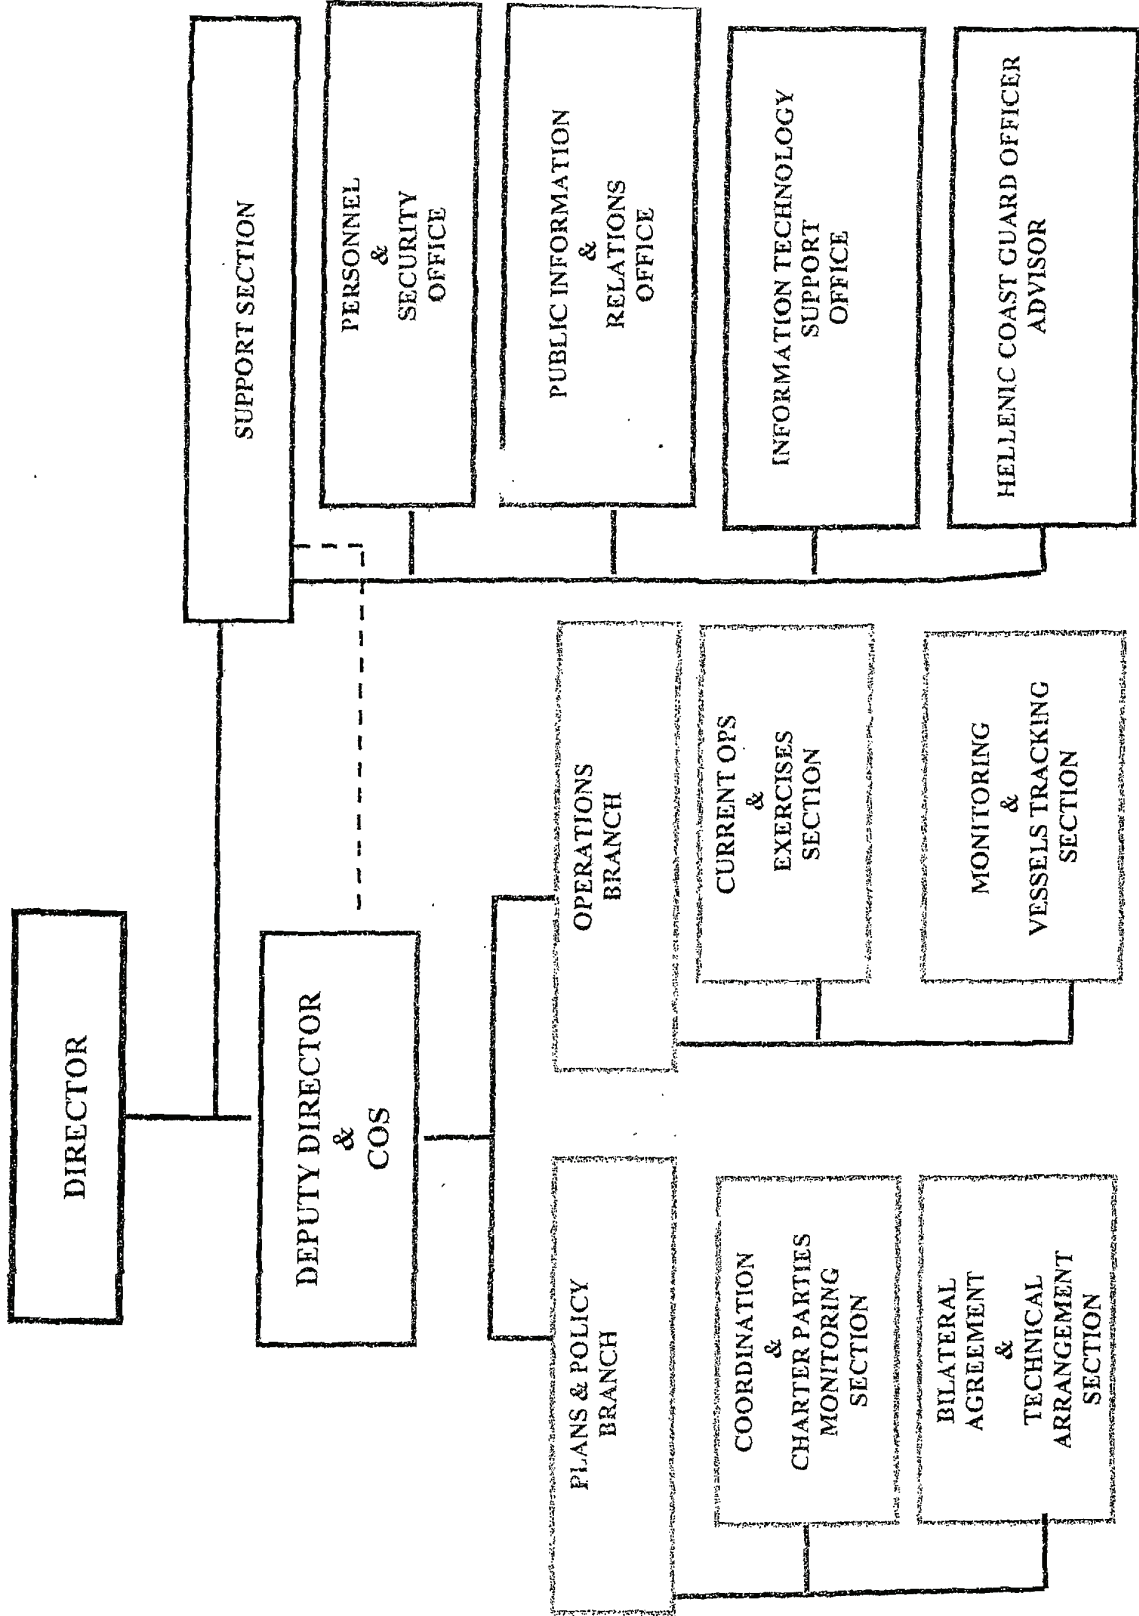 DIRECTOR
SUPPORT SECTION
DEPUTY DIRECTOR
&
COS
PERSONNEL
&
SECURITY
OFFICE
PUBLIC INFORMATION
&
RELATIONS
OFFICE
INFORMATION TECHNOLOGY
SUPPORT
OFFICE
HELLENIC COAST GUARD OFFICER
ADVISOR
PLANS & POLICY
BRANCH
COORDINATION
&
CHARTER PARTIES
MONITORING
SECTION
BILATERAL
AGREEMENT
&
TECHNICAL
ARRANGEMENT
SECTION
OPERATIONS
BRANCH
CURRENT OPS
&
EXERCISES
SECTION
MONITORING
&
VESSELS TRACKING
SECTION